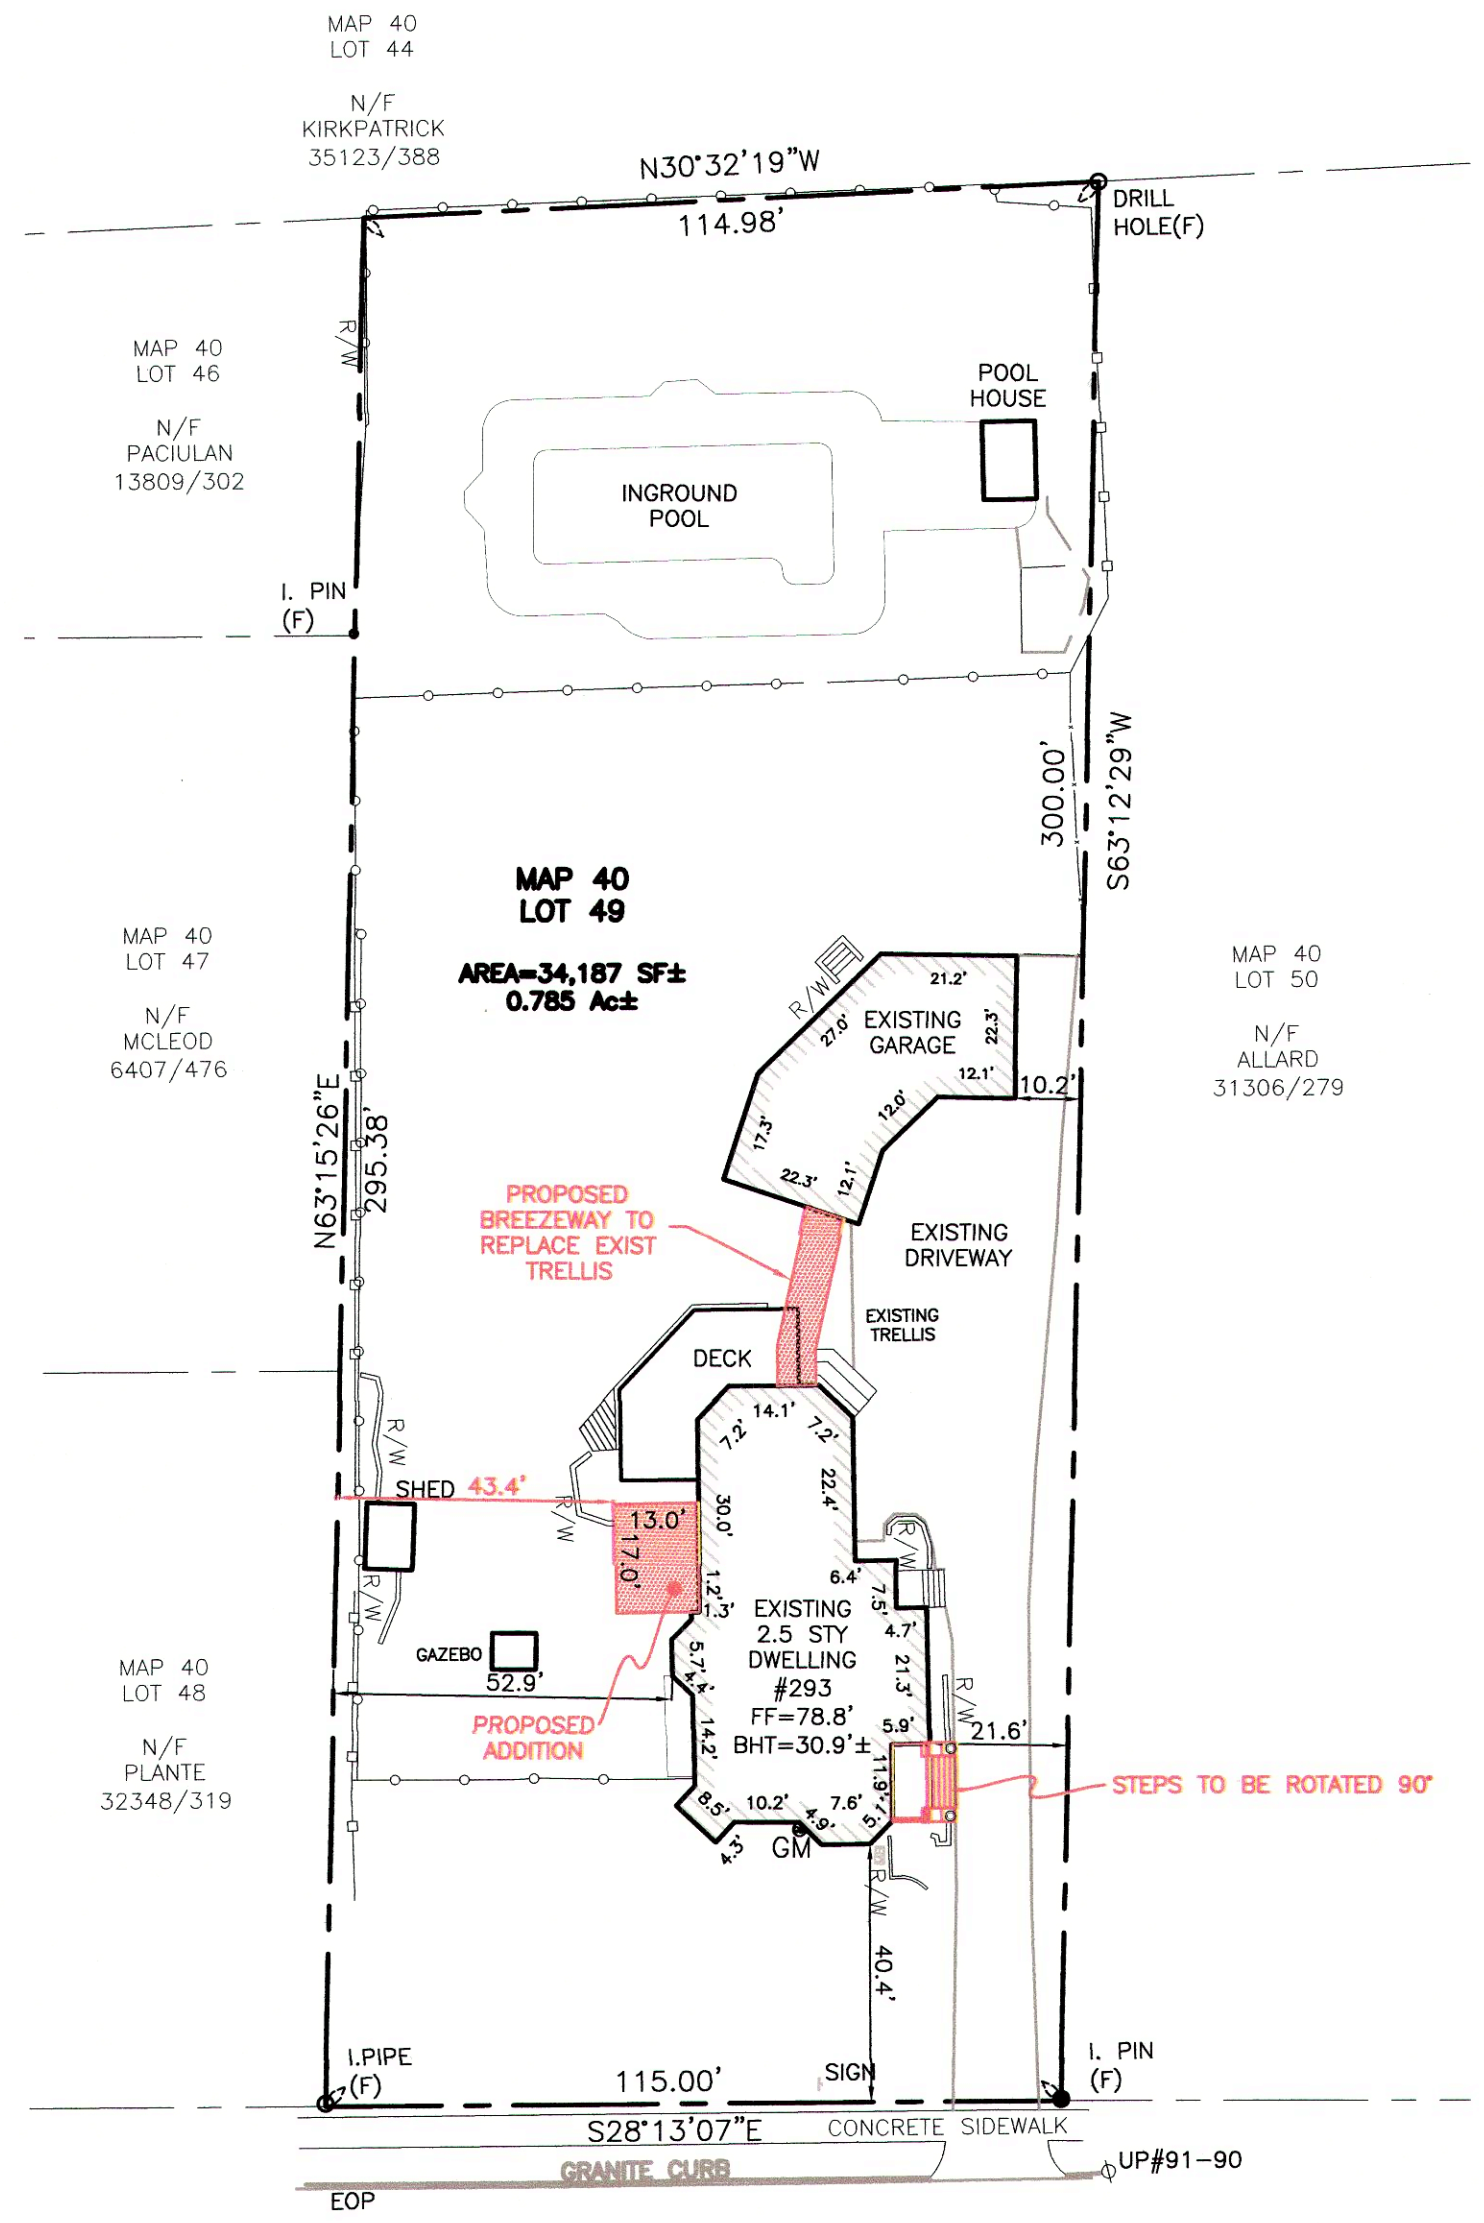 MAP 40
LOT 44
N/F
KIRKPATRICK
35123/388
N30°32'19"W
114.98'
DRILL
HOLE(F)
R/W
MAP 40
LOT 46
N/F
PACIULAN
13809/302
POOL
HOUSE
INGROUND
POOL
I. PIN
(F)
300.00'
S63°12'29"W
MAP 40
LOT 49
AREA=34,187 SF±
0.785 Ac±
MAP 40
LOT 47
N/F
MCLEOD
6407/476
MAP 40
LOT 50
N/F
ALLARD
31306/279
N63°15'26"E
295.38'
R/W
21.2'
27.0'
EXISTING
GARAGE
22.3'
12.1'
10.2'
12.0'
17.3'
22.3'
12.1'
PROPOSED
BREEZEWAY TO
REPLACE EXIST
TRELLIS
EXISTING
DRIVEWAY
EXISTING
TRELLIS
DECK
14.1'
7.2'
7.2'
R/W
22.4'
SHED 43.4'
R/W
30.0'
13.0'
17.0'
R/W
R/W
6.4'
7.5'
1.2'
1.3'
EXISTING
2.5 STY
DWELLING
#293
FF=78.8'
BHT=30.9'±
4.7'
21.3'
GAZEBO
52.9'
5.7'
4.4'
14.2'
R/W
5.9'
21.6'
MAP 40
LOT 48
N/F
PLANTE
32348/319
PROPOSED
ADDITION
STEPS TO BE ROTATED 90°
11.9'
8.5'
10.2'
7.6'
4.9'
5.1'
4.3'
GM
R/W
40.4'
I.PIPE
(F)
115.00'
SIGN
I. PIN
(F)
S28°13'07"E
CONCRETE SIDEWALK
GRANITE CURB
UP#91-90
EOP